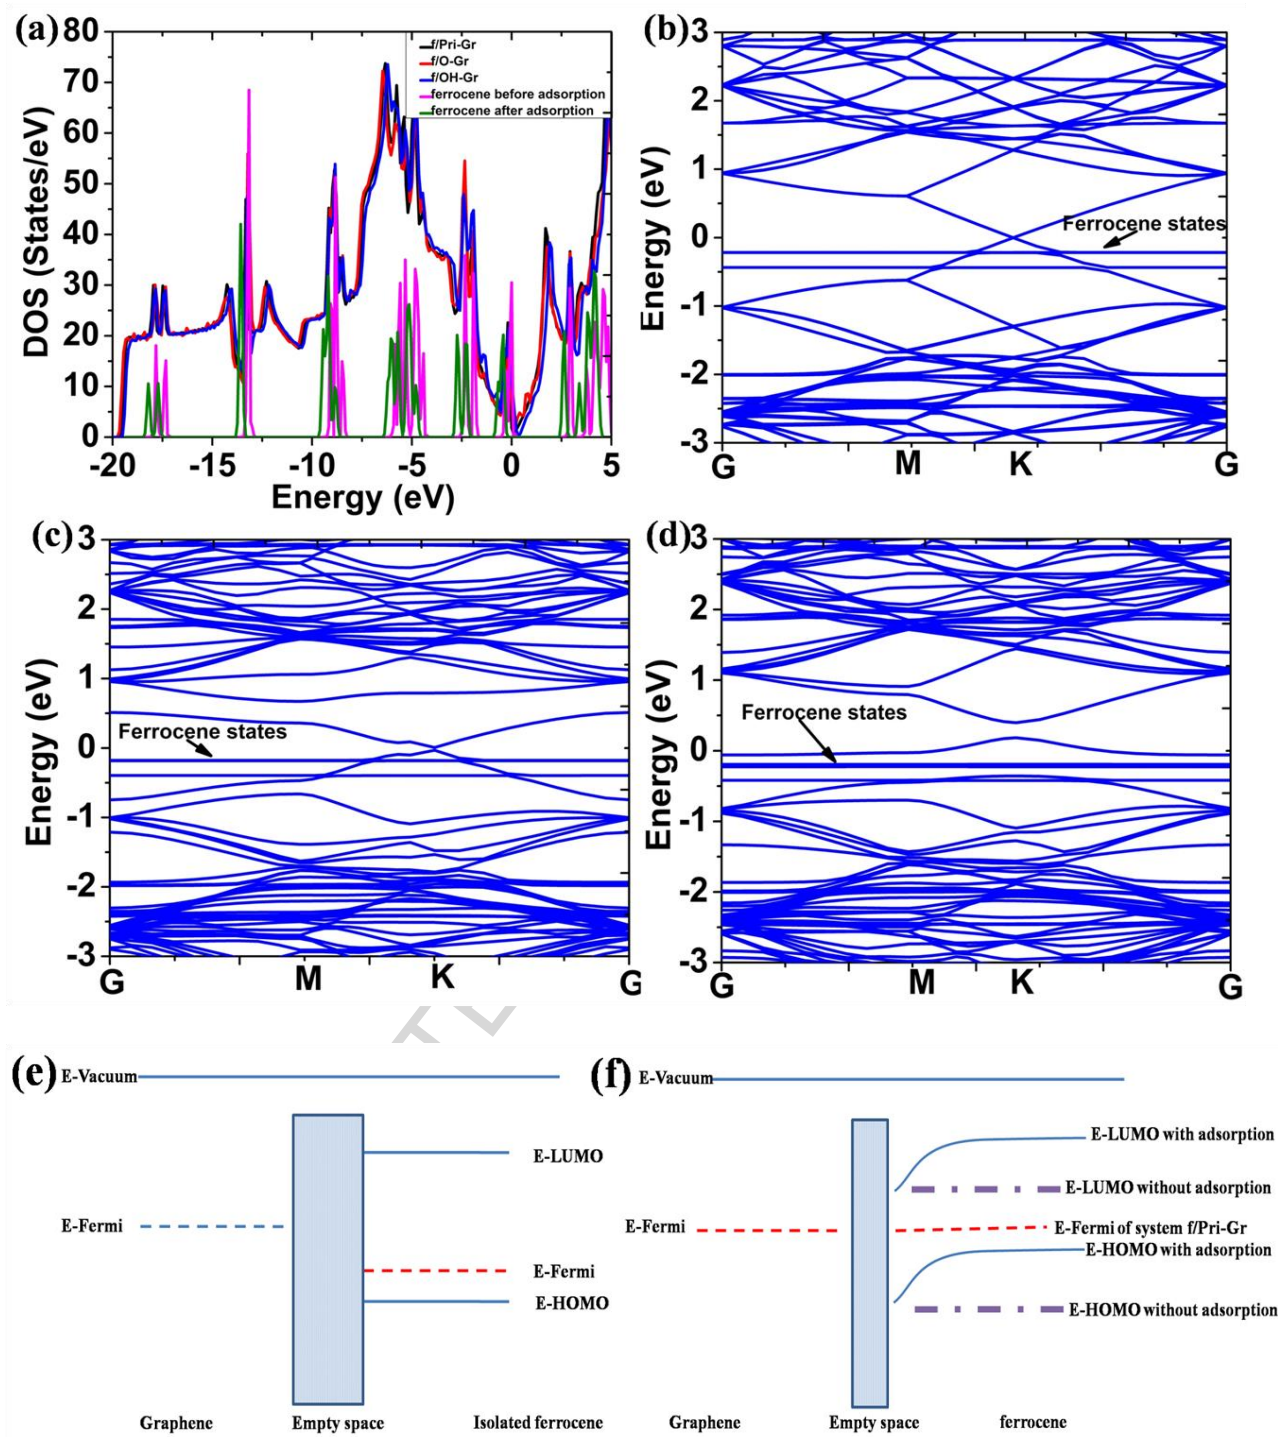 (a)
80
70
60
50
40
30
20
10
0
DOS (States/eV)
f/Pri-Gr
f/O-Gr
f/OH-Gr
ferrocene before adsorption
ferrocene after adsorption
-20 -15 -10 -5 0 5
Energy (eV)
(b)
3
2
1
0
-1
-2
-3
Energy (eV)
Ferrocene states
G M K G
(c)
3
2
1
0
-1
-2
-3
Energy (eV)
Ferrocene states
G M K G
(d)
3
2
1
0
-1
-2
-3
Energy (eV)
Ferrocene states
G M K G
(e)
E-Vacuum
E-LUMO
E-Fermi
E-Fermi
E-HOMO
Graphene Empty space Isolated ferrocene
(f)
E-Vacuum
E-LUMO with adsorption
E-LUMO without adsorption
E-Fermi
E-Fermi of system f/Pri-Gr
E-HOMO with adsorption
E-HOMO without adsorption
Graphene Empty space ferrocene